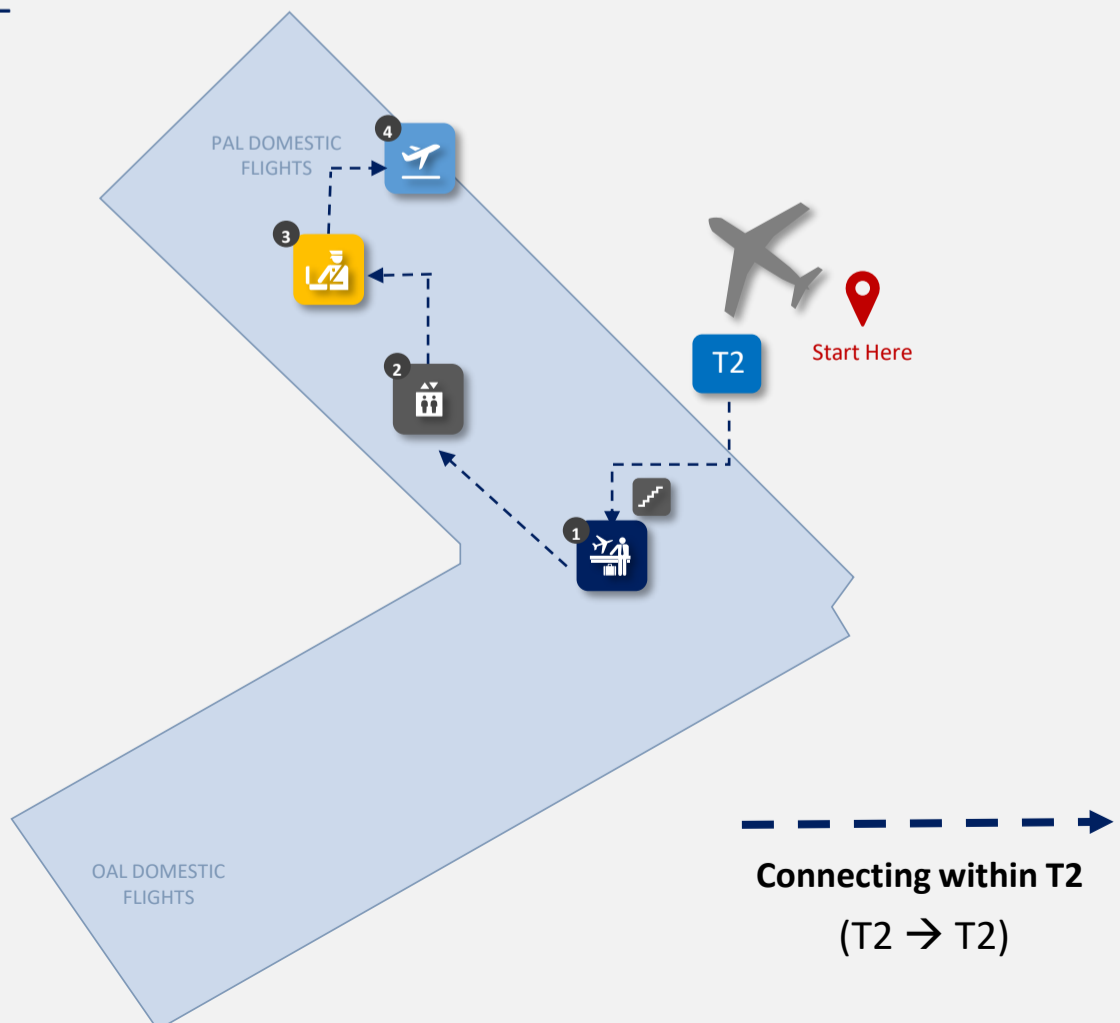 PAL DOMESTIC
FLIGHTS
4
3
2
T2
Start Here
1
OAL DOMESTIC
FLIGHTS
Connecting within T2
(T2 → T2)